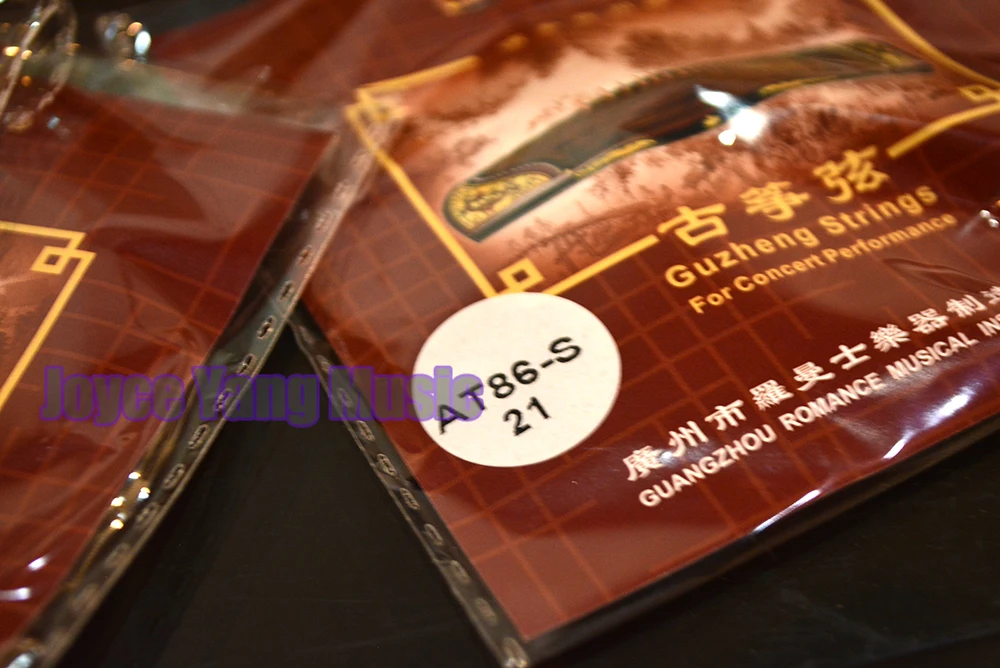 古箏弦
Guzheng Strings
For Concert Performance
廣州市羅曼士樂器制
GUANGZHOU ROMANCE MUSICAL
AT86-S
21
Joyce Yang Music